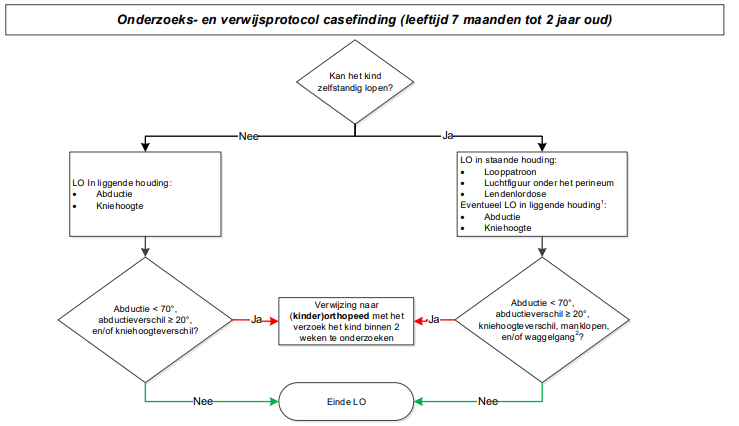 Onderzoeks- en verwijsprotocol casefinding (leeftijd 7 maanden tot 2 jaar oud)
Kan het kind
zelfstandig lopen?
Nee
Ja
LO In liggende houding:
• Abductie
• Kniehoogte
LO in staande houding:
• Looppatroon
• Luchtfiguur onder het perineum
• Lendenlordose
Eventueel LO in liggende houding¹:
• Abductie
• Kniehoogte
Abductie < 70°,
abductieverschil ≥ 20°,
en/of kniehoogteverschil?
Ja
Verwijzing naar
(kinder)orthopeed met het
verzoek het kind binnen 2
weken te onderzoeken
Ja
Abductie < 70°,
abductieverschil ≥ 20°,
kniehoogteverschil, manklopen,
en/of waggelgang²?
Nee
Einde LO
Nee